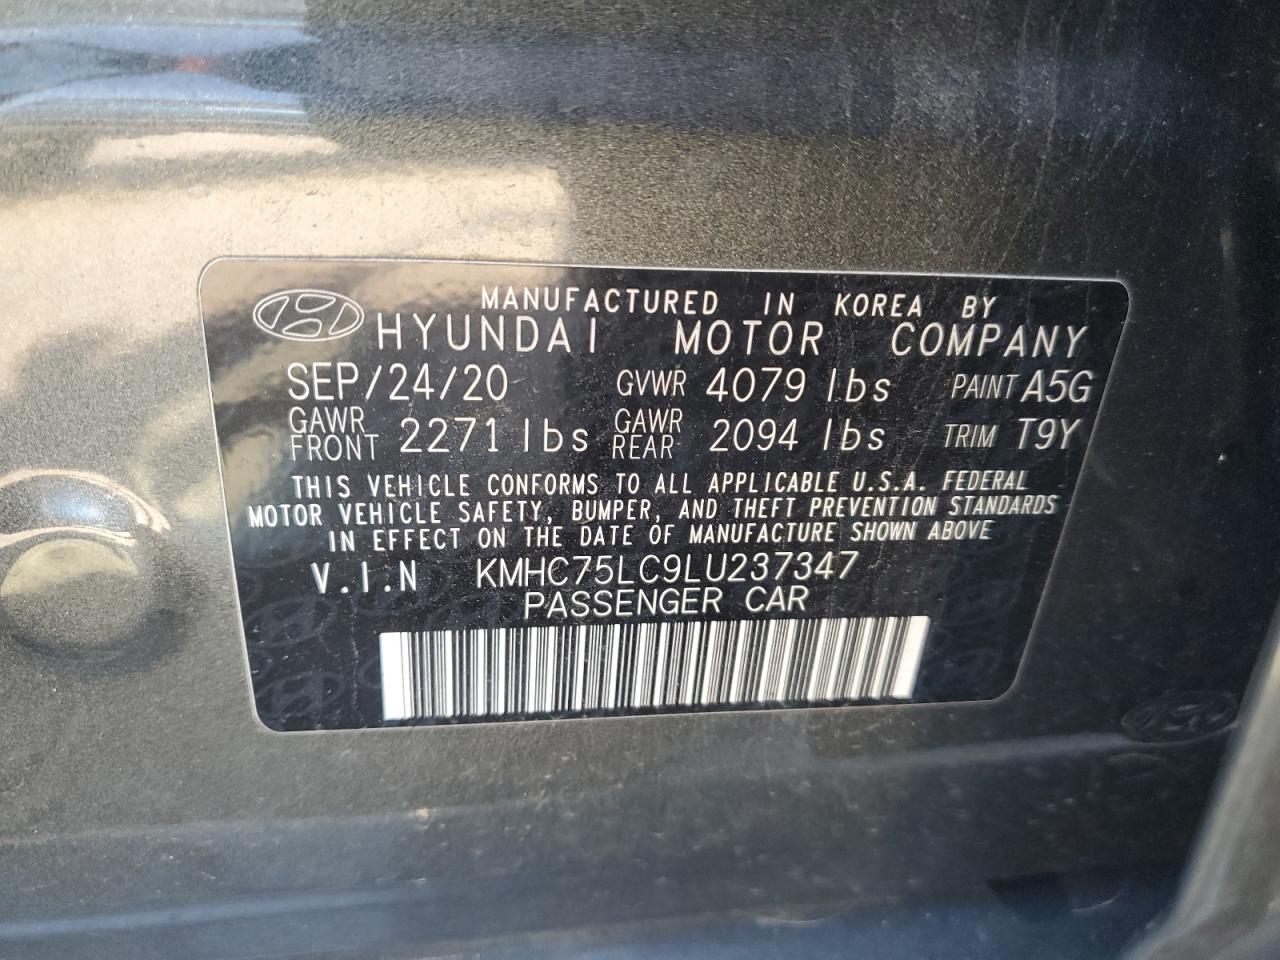 MANUFACTURED IN KOREA BY
HYUNDAI MOTOR COMPANY
SEP/24/20 GVWR 4079 lbs PAINT A5G
GAWR FRONT 2271 lbs GAWR REAR 2094 lbs TRIM T9Y
THIS VEHICLE CONFORMS TO ALL APPLICABLE U.S.A. FEDERAL
MOTOR VEHICLE SAFETY, BUMPER, AND THEFT PREVENTION STANDARDS
IN EFFECT ON THE DATE OF MANUFACTURE SHOWN ABOVE
V.I.N KMHC75LC9LU237347
PASSENGER CAR